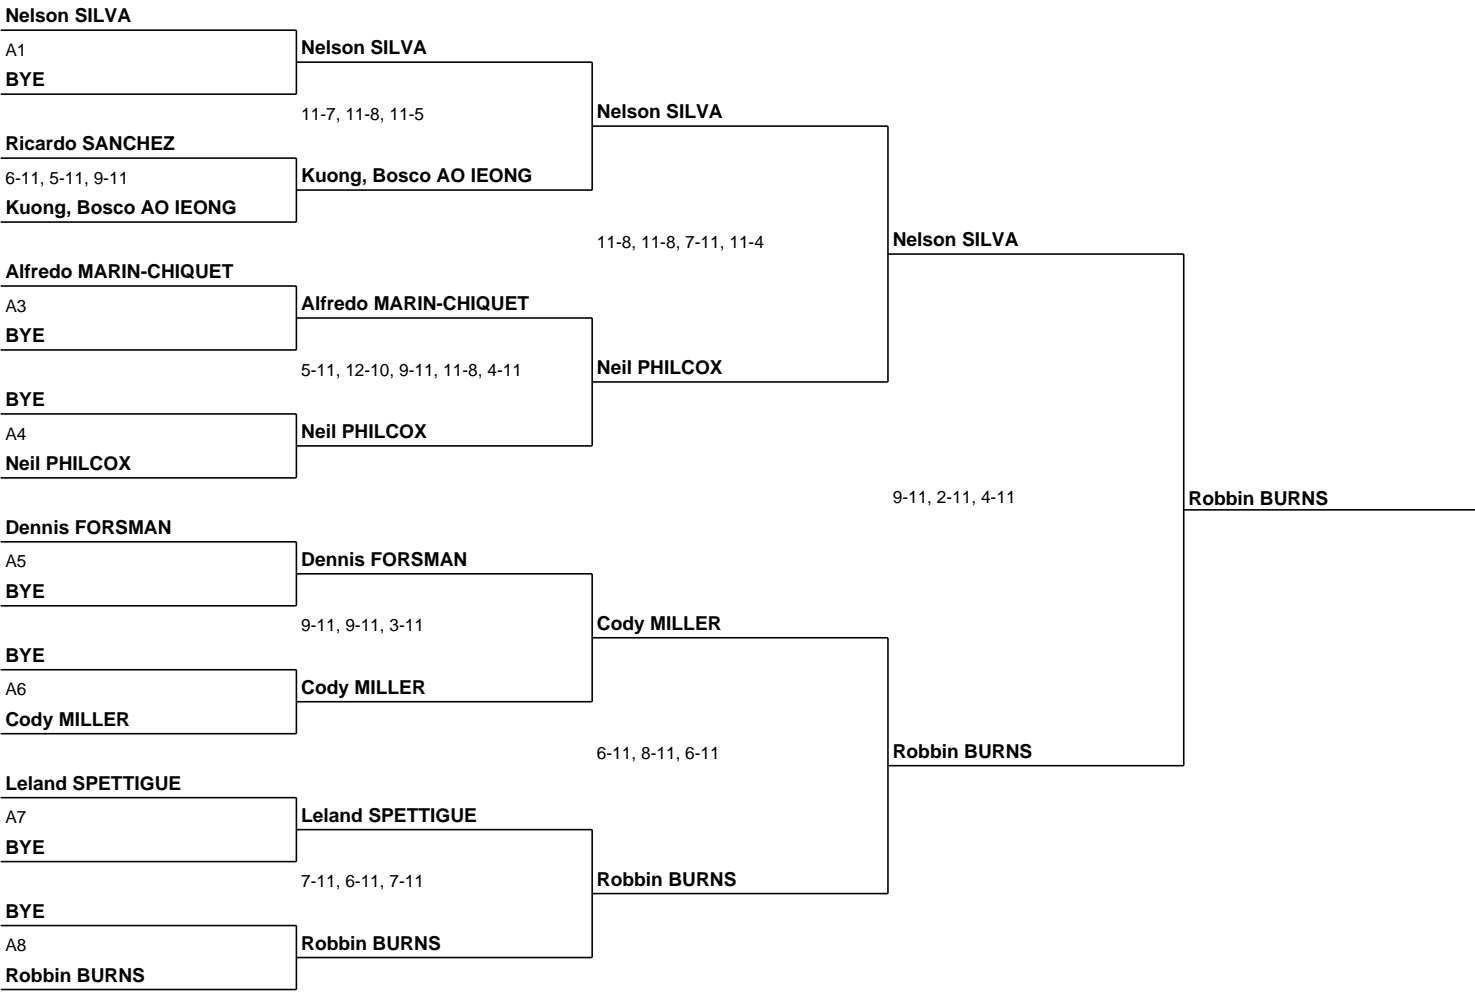 Nelson SILVA
A1
BYE
Ricardo SANCHEZ
6-11, 5-11, 9-11
Kuong, Bosco AO IEONG
Alfredo MARIN-CHIQUET
A3
BYE
BYE
A4
Neil PHILCOX
Dennis FORSMAN
A5
BYE
BYE
A6
Cody MILLER
Leland SPETTIGUE
A7
BYE
BYE
A8
Robbin BURNS
Nelson SILVA
11-7, 11-8, 11-5
Kuong, Bosco AO IEONG
Alfredo MARIN-CHIQUET
5-11, 12-10, 9-11, 11-8, 4-11
Neil PHILCOX
Dennis FORSMAN
9-11, 9-11, 3-11
Cody MILLER
Leland SPETTIGUE
7-11, 6-11, 7-11
Robbin BURNS
Nelson SILVA
11-8, 11-8, 7-11, 11-4
Neil PHILCOX
Cody MILLER
6-11, 8-11, 6-11
Robbin BURNS
Nelson SILVA
9-11, 2-11, 4-11
Robbin BURNS
Robbin BURNS